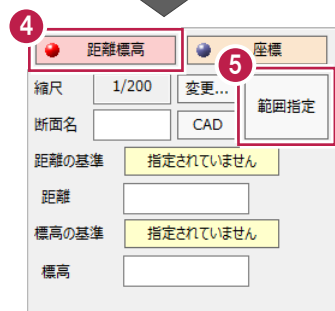 4
距離標高 座標
5
縮尺 1/200 変更... 範囲指定
断面名 CAD
距離の基準 指定されていません
距離
標高の基準 指定されていません
標高